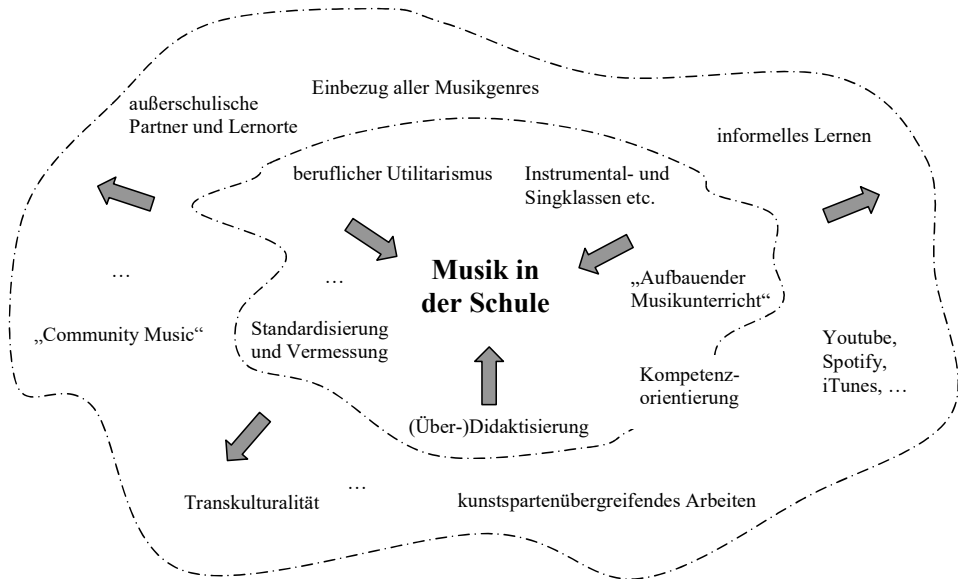 Einbezug aller Musikgenres
außerschulische
Partner und Lernorte
informelles Lernen
beruflicher Utilitarismus
Instrumental- und
Singklassen etc.
…
…
Musik in
der Schule
„Aufbauender
Musikunterricht“
„Community Music“
Standardisierung
und Vermessung
Youtube,
Spotify,
iTunes, …
Kompetenz-
orientierung
(Über-)Didaktisierung
Transkulturalität
…
kunstspartenübergreifendes Arbeiten